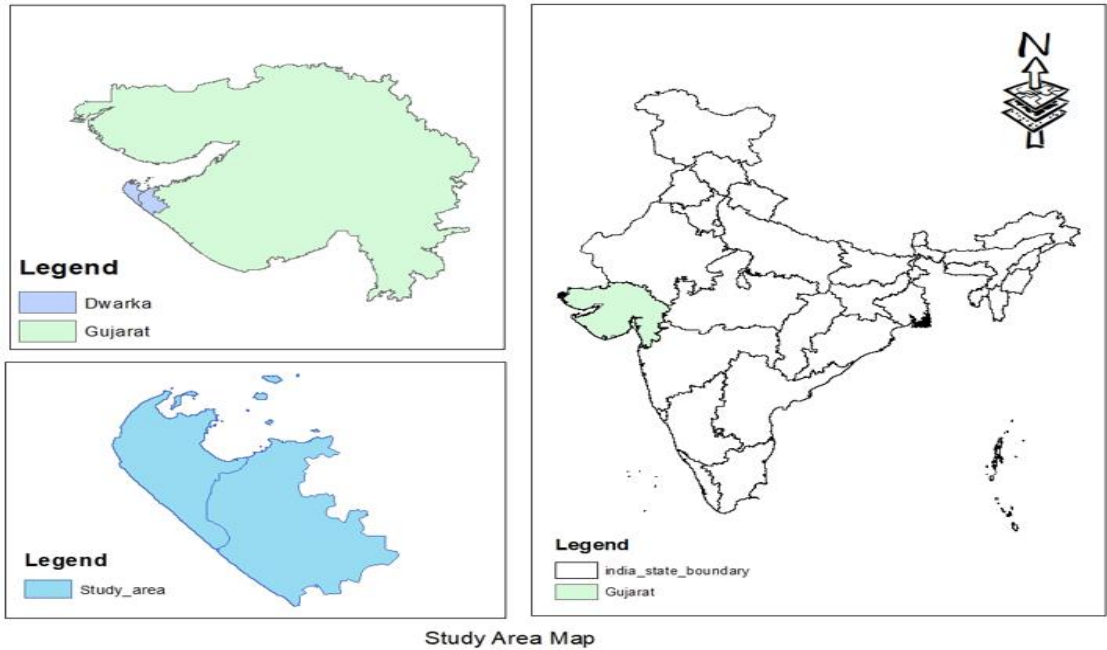 Legend
Dwarka
Gujarat
Legend
Study_area
N
Legend
india_state_boundary
Gujarat
Study Area Map